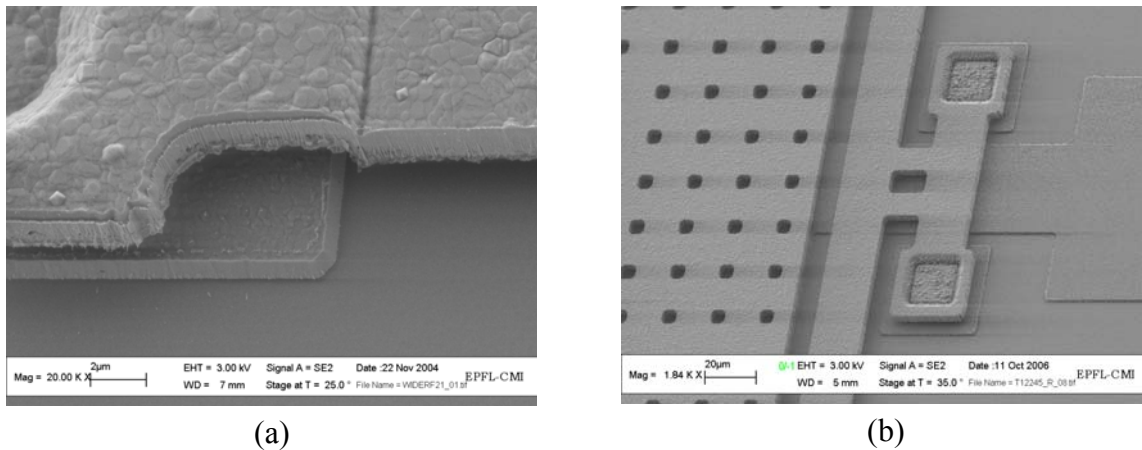 2µm
Mag = 20.00 K X
EHT = 3.00 kV
Signal A = SE2
Date :22 Nov 2004
WD = 7 mm
Stage at T = 25.0 °
File Name = WIDERF21_01.tif
EPFL-CMI
(a)
20µm
Mag = 1.84 K X
0/-1
EHT = 3.00 kV
Signal A = SE2
Date :11 Oct 2006
WD = 5 mm
Stage at T = 35.0 °
File Name = T12245_R_08.tif
EPFL-CMI
(b)